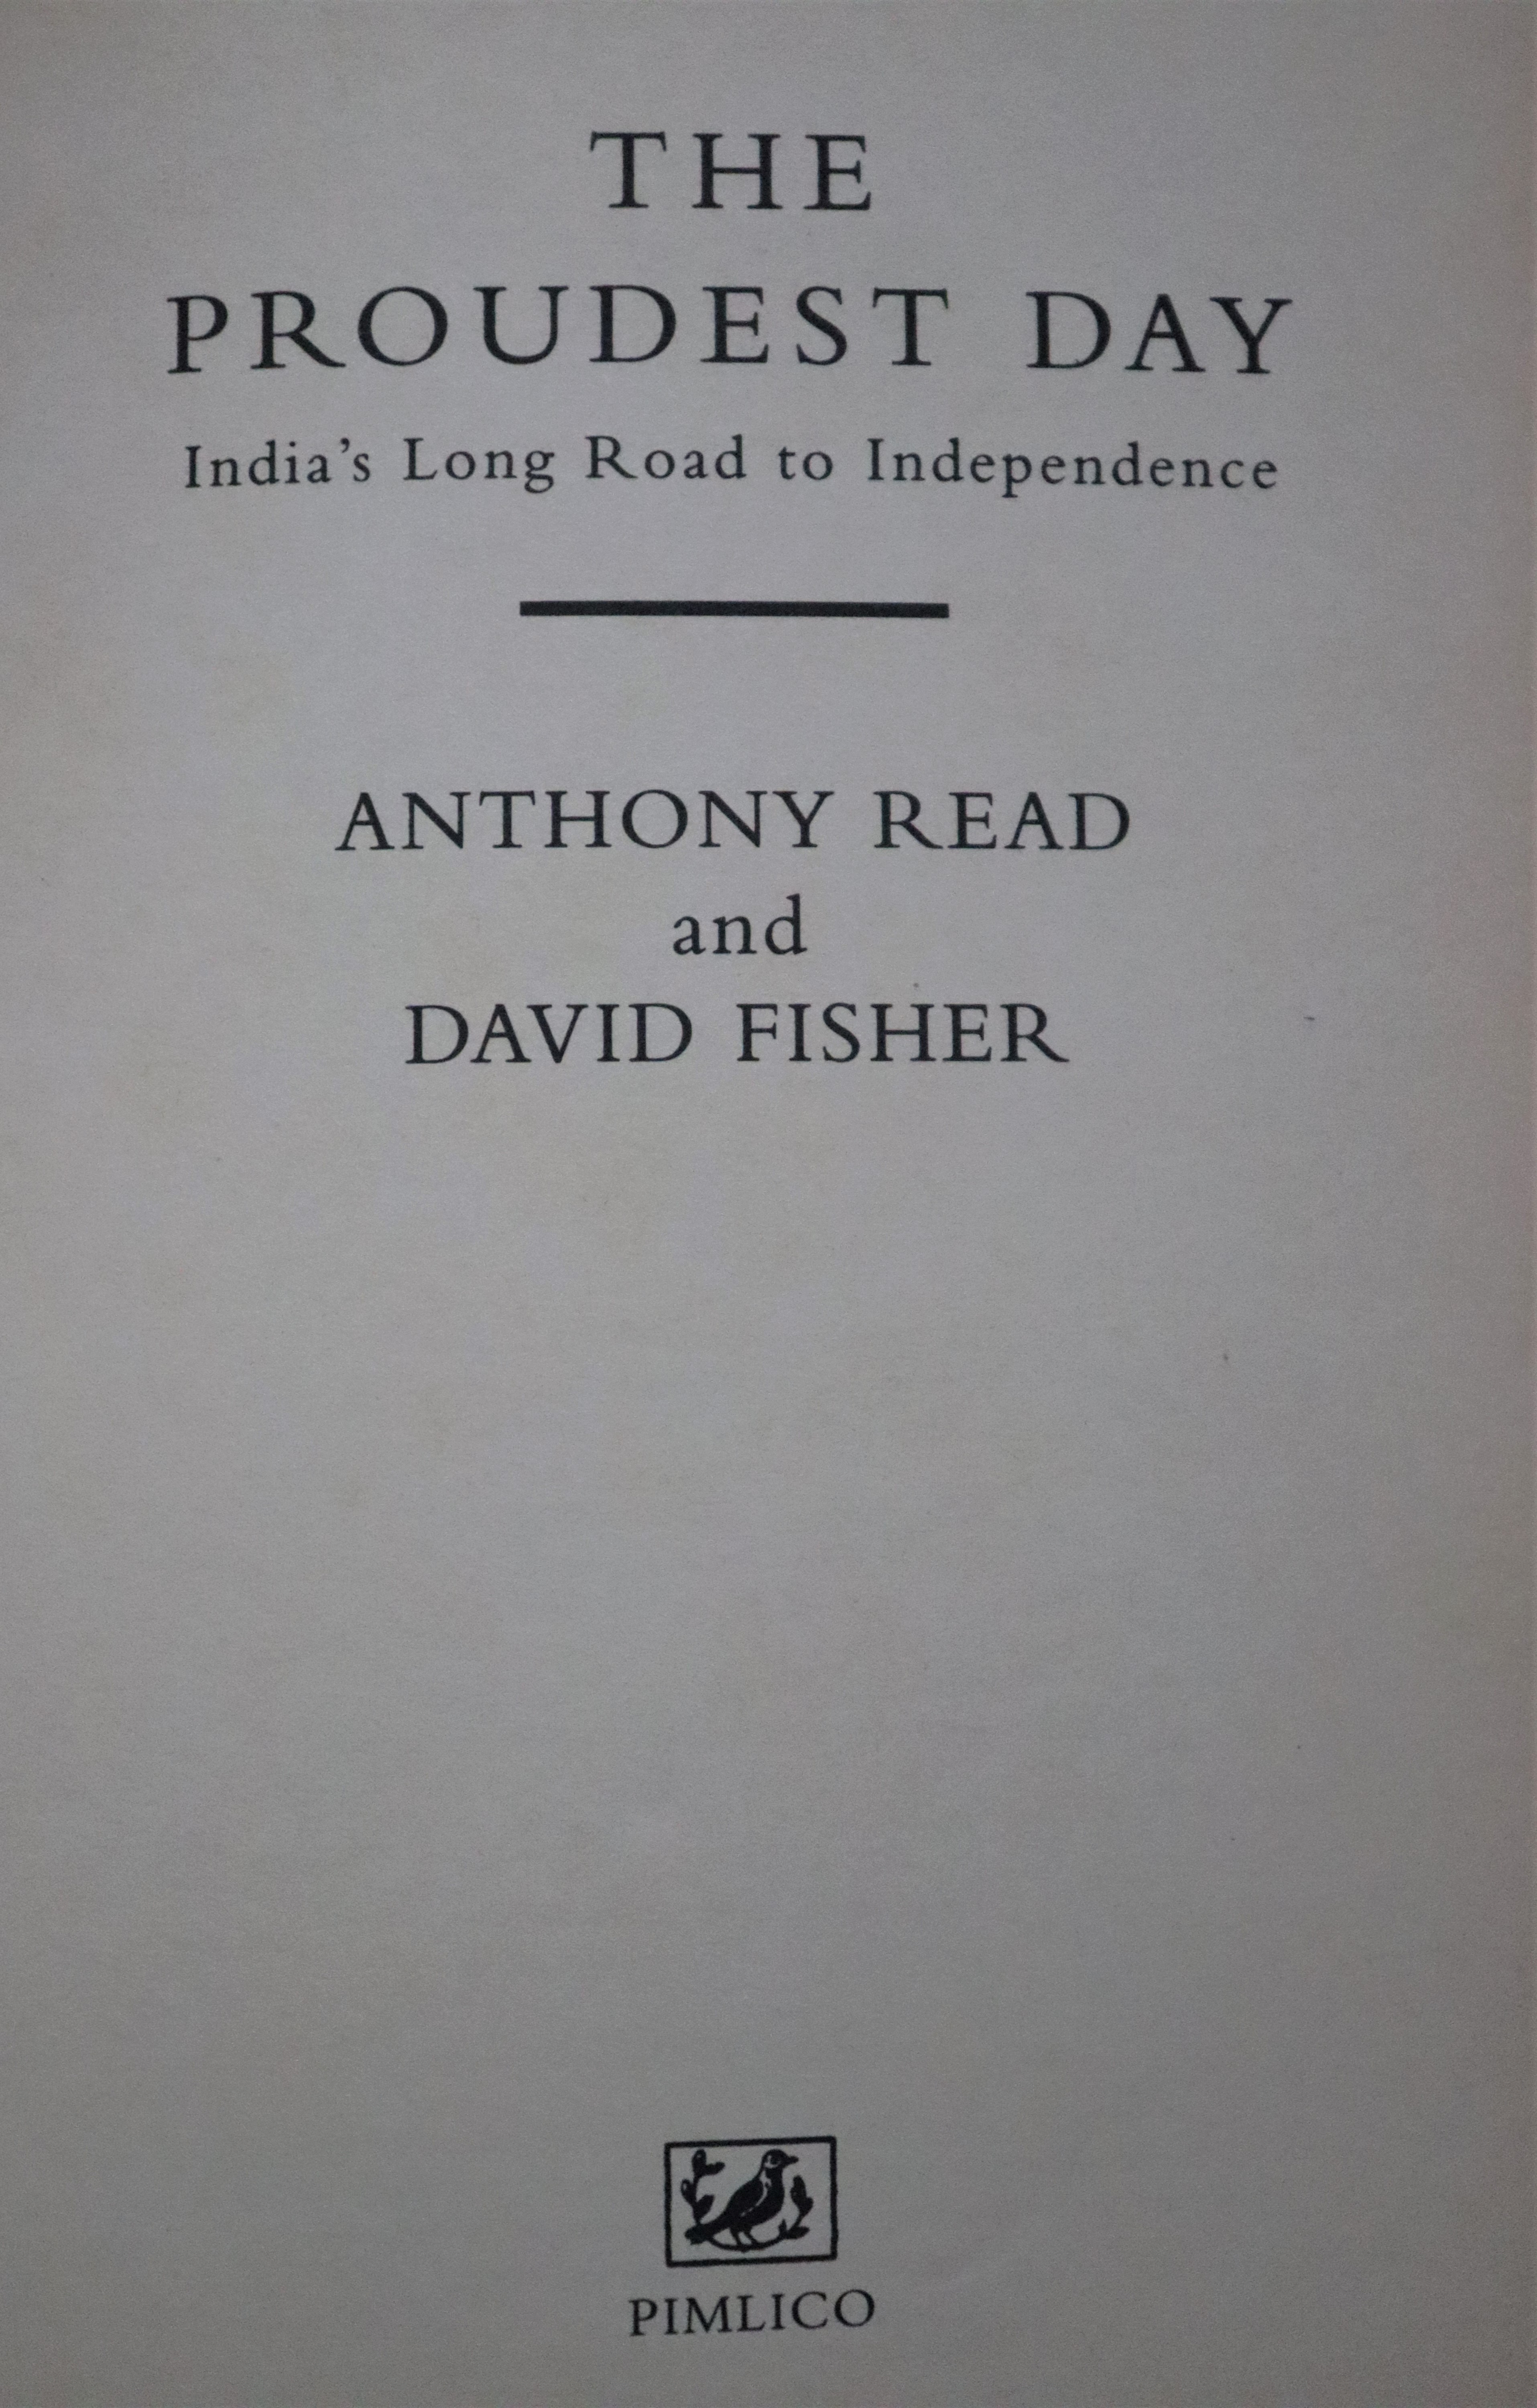 THE
PROUDEST DAY
India’s Long Road to Independence
ANTHONY READ
and
DAVID FISHER
PIMLICO